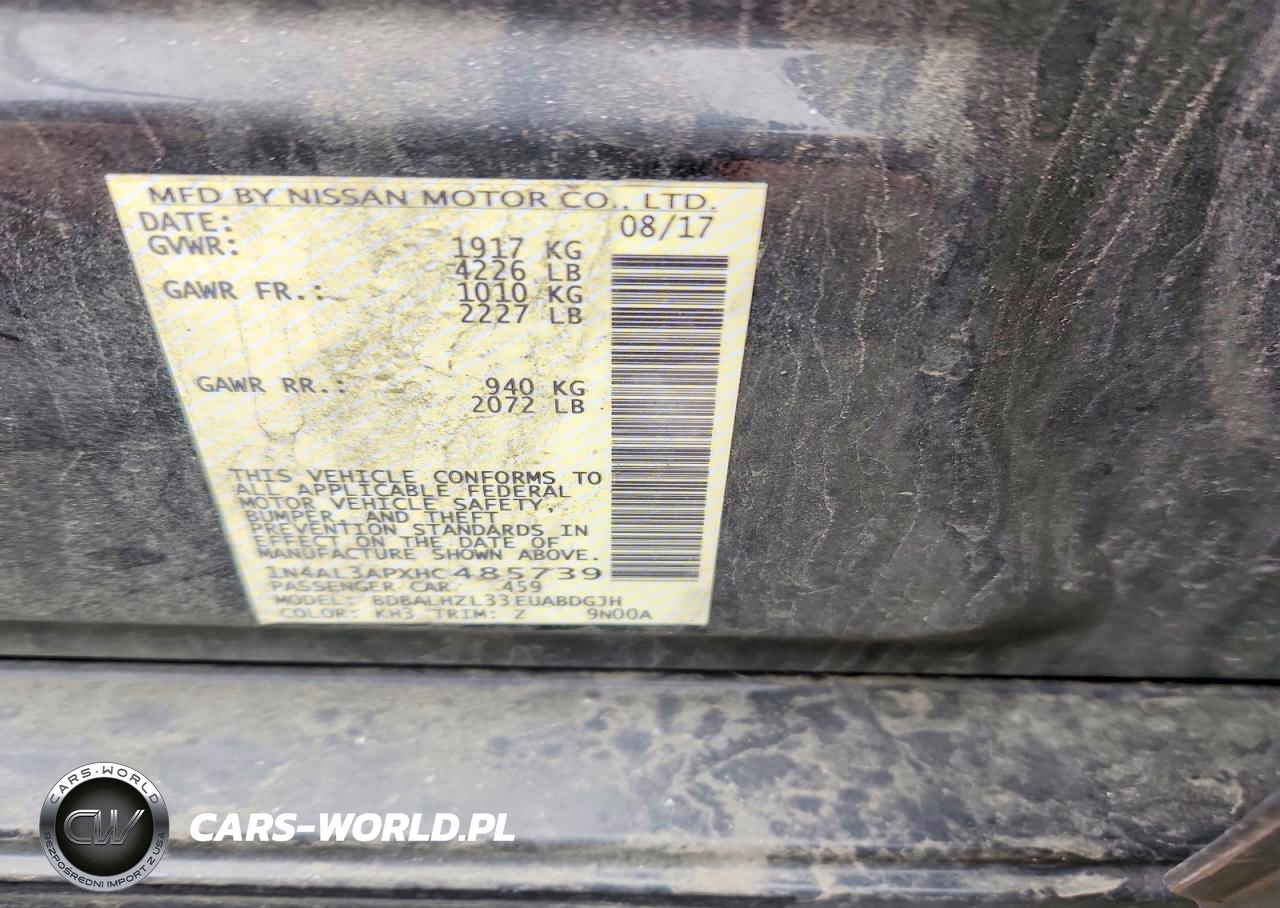 MFD BY NISSAN MOTOR CO., LTD.
DATE: 08/17
GVWR: 1917 KG
4226 LB
GAWR FR.: 1010 KG
2227 LB
GAWR RR.: 940 KG
2072 LB
THIS VEHICLE CONFORMS TO
ALL APPLICABLE FEDERAL
MOTOR VEHICLE SAFETY,
BUMPER, AND THEFT
PREVENTION STANDARDS IN
EFFECT ON THE DATE OF
MANUFACTURE SHOWN ABOVE.
1N4AL3APXHC485739
PASSENGER CAR 459
MODEL: BDBALHZL33EUABDGJH
COLOR: KH3 TRIM: Z 9N00A
CARS-WORLD
CW
BEZPOŚREDNI IMPORT Z USA
CARS-WORLD.PL